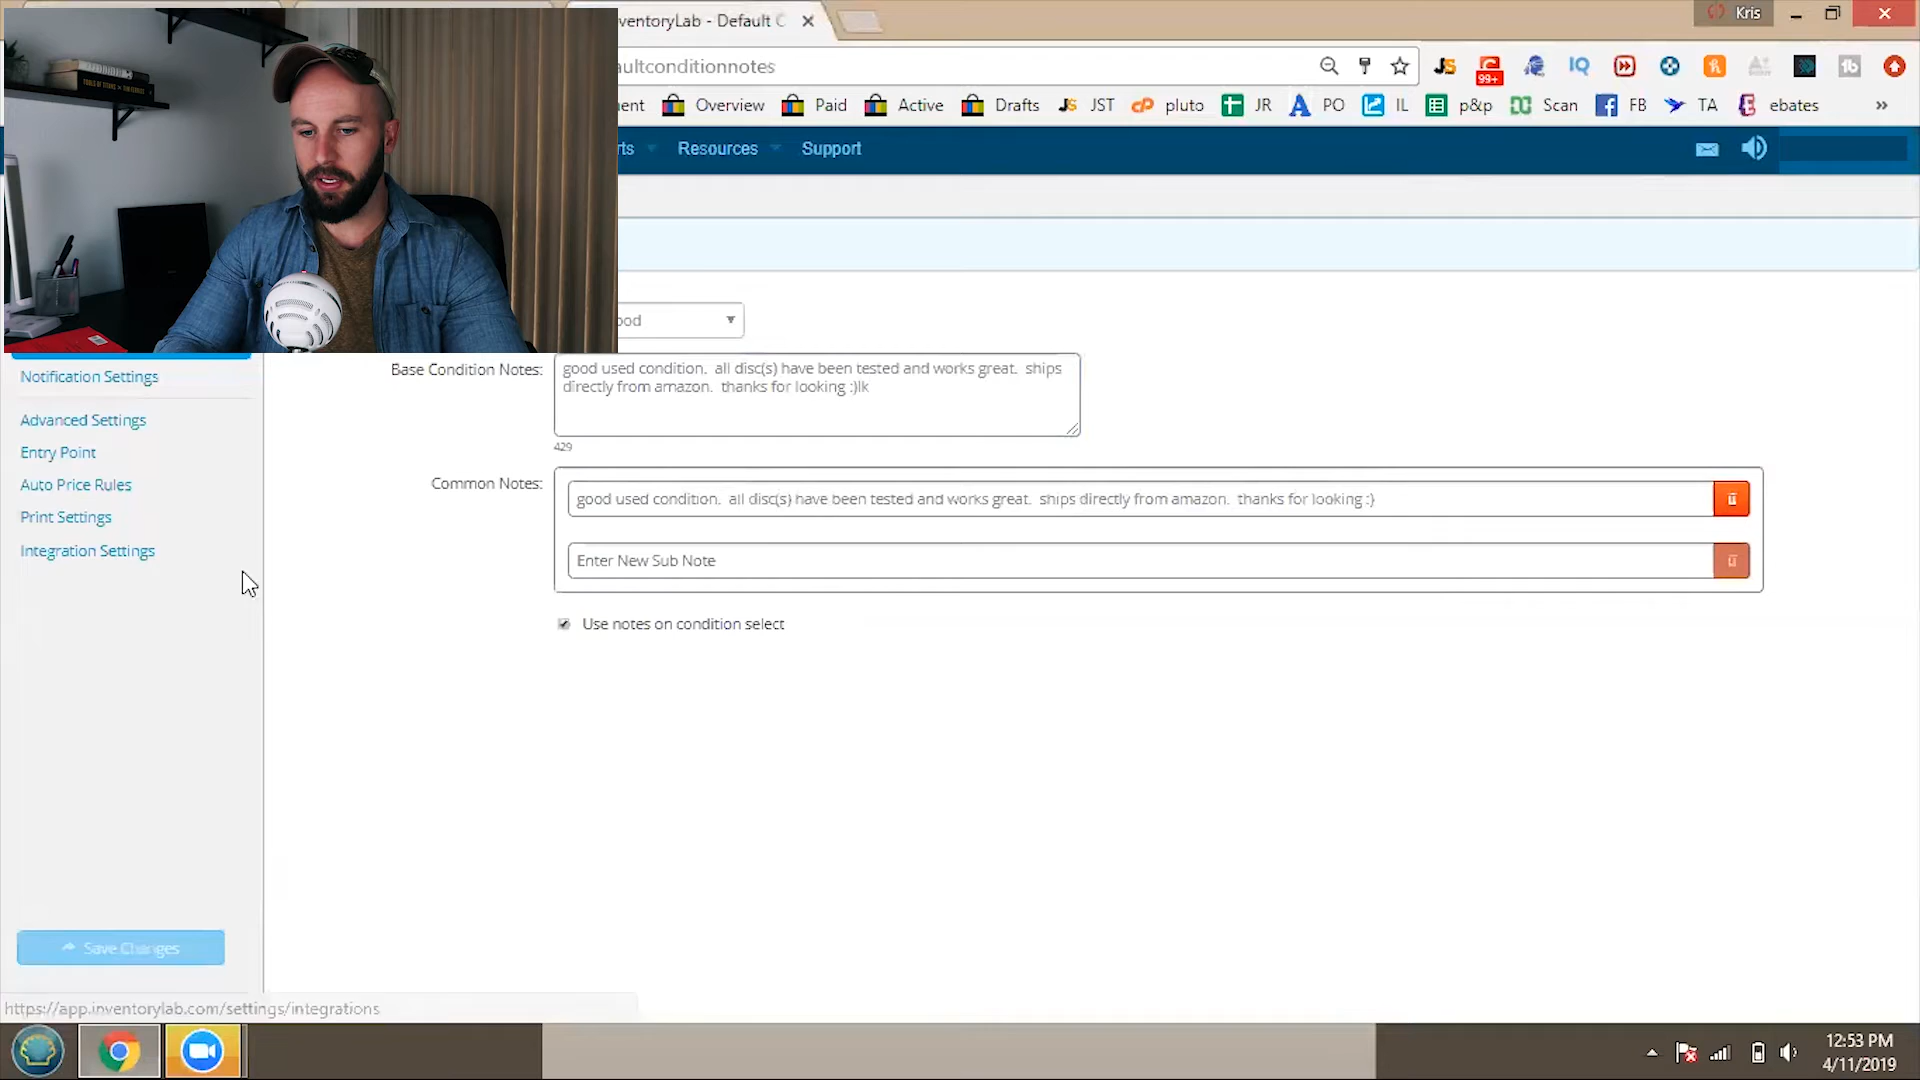 ventoryLab - Default C
Kris
aultconditionnotes
99+
ent Overview Paid Active Drafts JST pluto JR PO IL p&p Scan FB TA ebates »
rts Resources Support
ood
Base Condition Notes:
good used condition. all disc(s) have been tested and works great. ships
directly from amazon. thanks for looking :)lk
429
Common Notes:
good used condition. all disc(s) have been tested and works great. ships directly from amazon. thanks for looking :)
Enter New Sub Note
Use notes on condition select
Notification Settings
Advanced Settings
Entry Point
Auto Price Rules
Print Settings
Integration Settings
Save Changes
https://app.inventorylab.com/settings/integrations
12:53 PM
4/11/2019